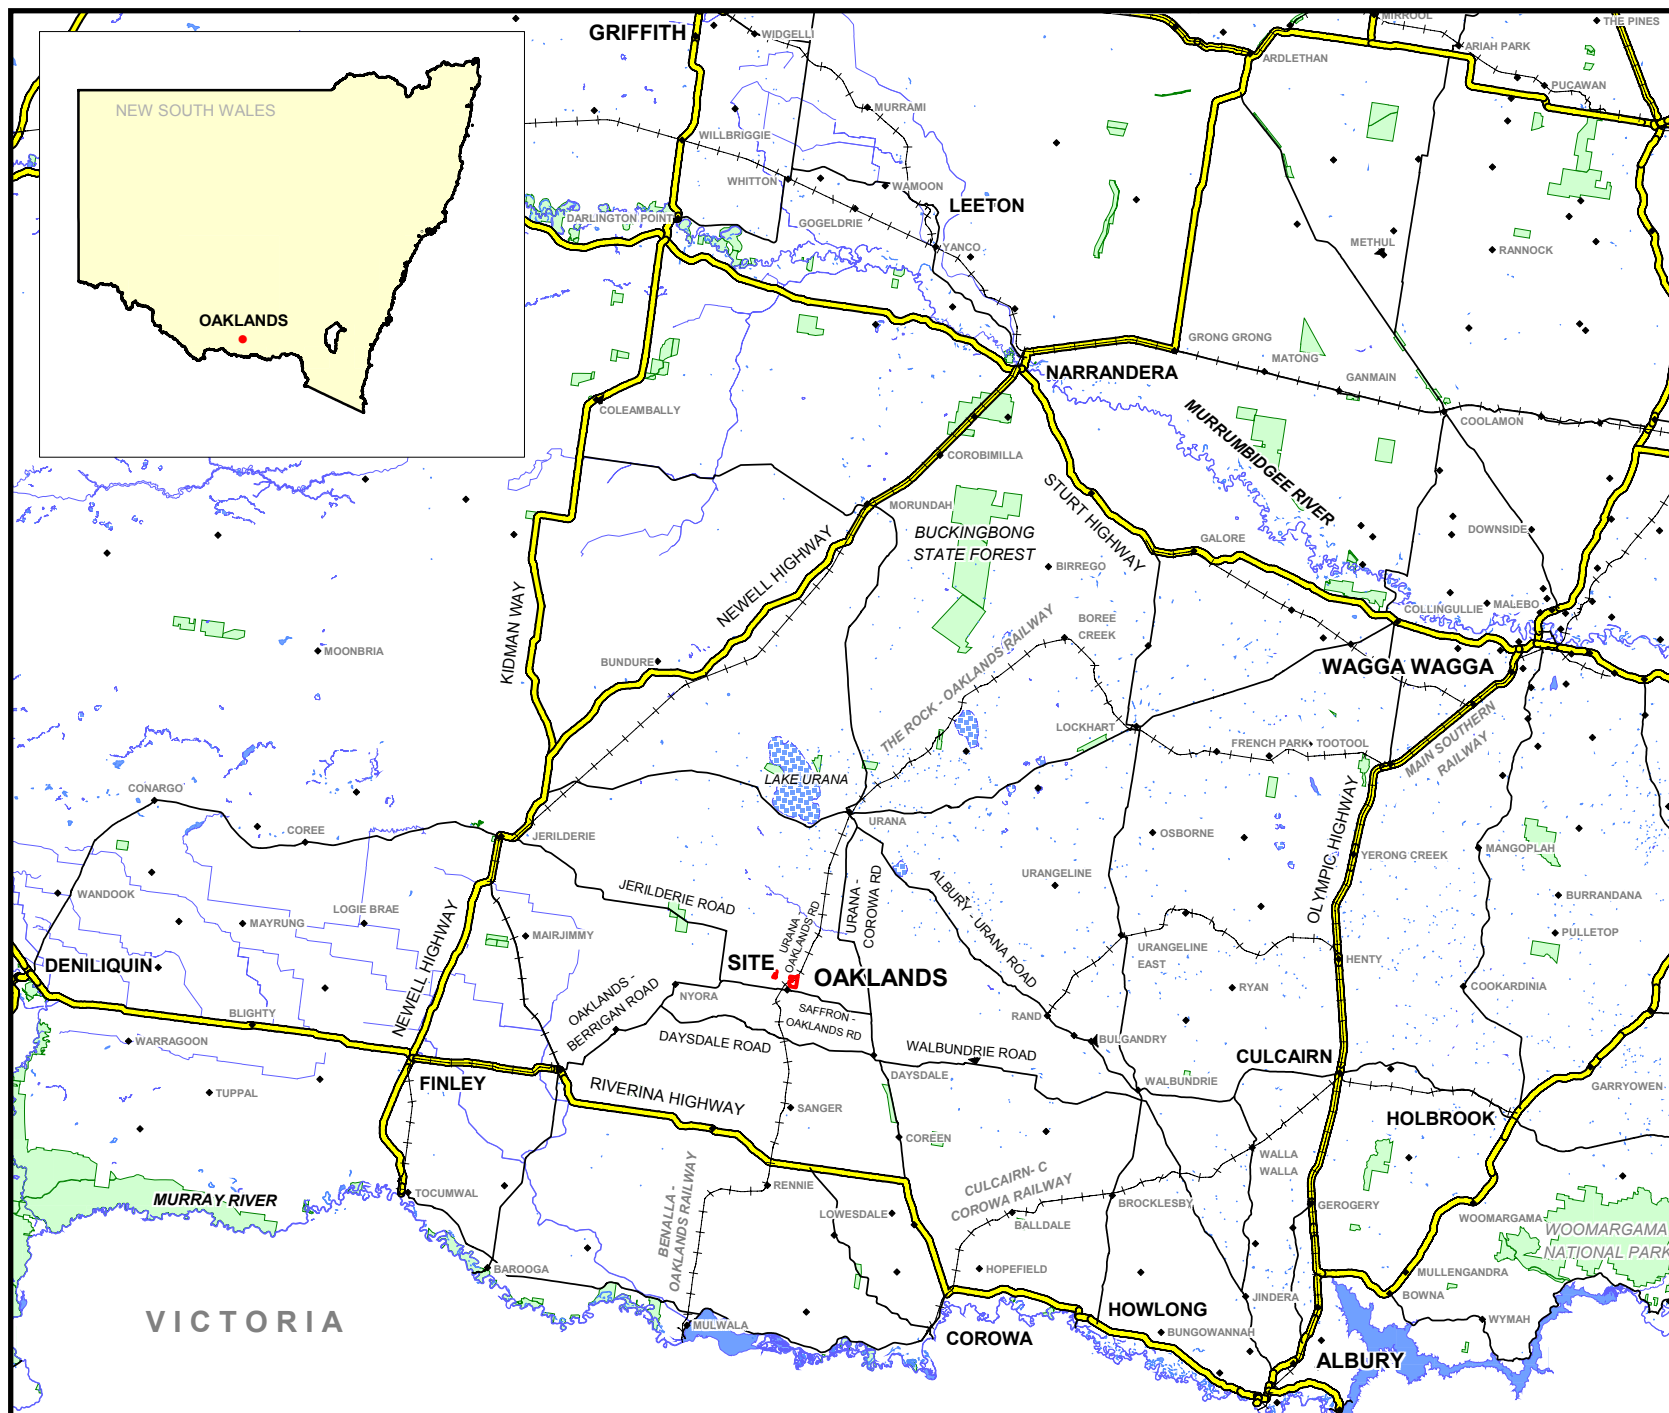 GRIFFITH
WIDGELLI
MIRROOL
THE PINES
ARIAH PARK
ARDLETHAN
PUCAWAN
NEW SOUTH WALES
MURRAMI
WILLBRIGGIE
WHITTON
WAMOON
LEETON
DARLINGTON POINT
GOGELDRIE
YANCO
METHUL
RANNOCK
OAKLANDS
GRONG GRONG
MATONG
GANMAIN
NARRANDERA
COLEAMBALLY
COOLAMON
MURRUMBIDGEE RIVER
COROBIMILLA
STURT HIGHWAY
MORUNDAH
BUCKINGBONG
STATE FOREST
DOWNSIDE
GALORE
NEWELL HIGHWAY
BIRREGO
KIDMAN WAY
COLLINGULLIE
MALEBO
BOREE
CREEK
THE ROCK - OAKLANDS RAILWAY
MOONBRIA
BUNDURE
WAGGA WAGGA
LOCKHART
FRENCH PARK
TOOTOOL
MAIN SOUTHERN
RAILWAY
LAKE URANA
CONARGO
COREE
JERILDERIE
URANA
OSBORNE
OLYMPIC HIGHWAY
YERONG CREEK
MANGOPLAH
WANDOOK
JERILDERIE ROAD
URANA -
COROWA RD
ALBURY - URANA ROAD
URANGELINE
BURRANDANA
MAYRUNG
LOGIE BRAE
MAIRJIMMY
URANA
OAKLANDS RD
URANGELINE
EAST
PULLETOP
NEWELL HIGHWAY
DENILIQUIN
SITE
OAKLANDS
HENTY
OAKLANDS -
BERRIGAN ROAD
NYORA
RYAN
COOKARDINIA
BLIGHTY
SAFFRON -
OAKLANDS RD
RAND
WARRAGOON
DAYSDALE ROAD
WALBUNDRIE ROAD
BULGANDRY
CULCAIRN
FINLEY
DAYSDALE
WALBUNDRIE
GARRYOWEN
TUPPAL
RIVERINA HIGHWAY
SANGER
HOLBROOK
COREEN
WALLA
WALLA
MURRAY RIVER
TOCUMWAL
BENALLA -
OAKLANDS RAILWAY
RENNIE
CULCAIRN- C
COROWA RAILWAY
BROCKLESBY
GEROGERY
LOWESDALE
BALLDALE
WOOMARGAMA
WOOMARGAMA
NATIONAL PARK
BAROOGA
HOPEFIELD
MULLENGANDRA
BOWNA
JINDERA
HOWLONG
VICTORIA
MULWALA
COROWA
BUNGOWANNAH
WYMAH
ALBURY